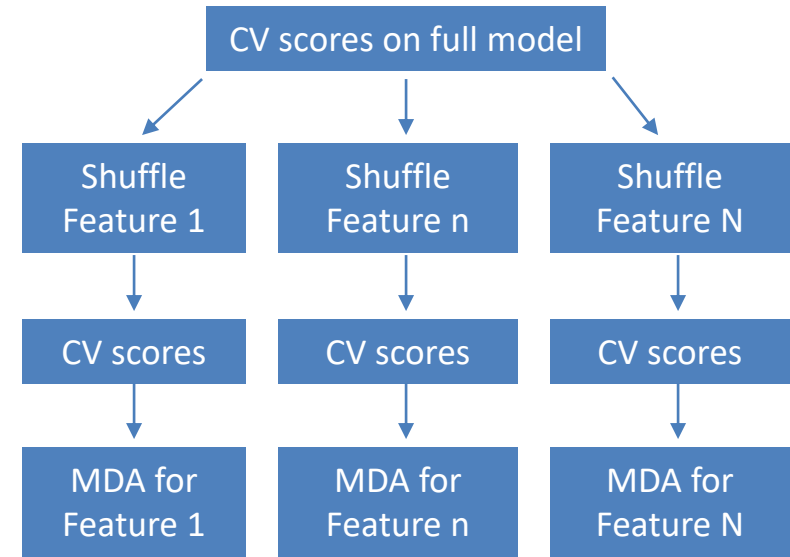 CV scores on full model
Shuffle
Feature 1
Shuffle
Feature n
Shuffle
Feature N
CV scores
CV scores
CV scores
MDA for
Feature 1
MDA for
Feature n
MDA for
Feature N